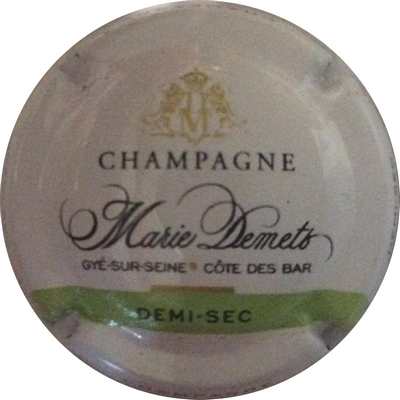 CHAMPAGNE
Marie Demets
GYÉ-SUR-SEINE CÔTE DES BAR
DEMI-SEC